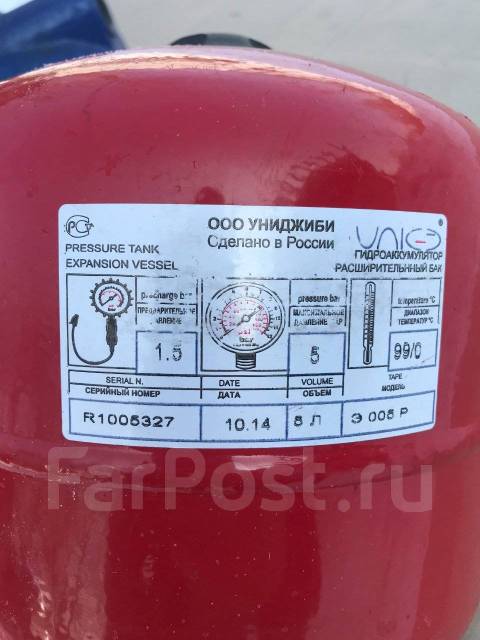 РСТ
ООО УНИДЖИБИ
Сделано в России
PRESSURE TANK
EXPANSION VESSEL
UNIGB
®
ГИДРОАККУМУЛЯТОР
РАСШИРИТЕЛЬНЫЙ БАК
precharge bar
ПРЕДВАРИТЕЛЬНОЕ
ДАВЛЕНИЕ
1.5
pressure bar
МАКСИМАЛЬНОЕ
ДАВЛЕНИЕ
5
temperature °C
ДИАПАЗОН
ТЕМПЕРАТУР °C
99/0
SERIAL N.
СЕРИЙНЫЙ НОМЕР
DATE
ДАТА
VOLUME
ОБЪЕМ
TAPE
МОДЕЛЬ
R1005327
10.14
8 Л
Э 008 Р
FarPost.ru